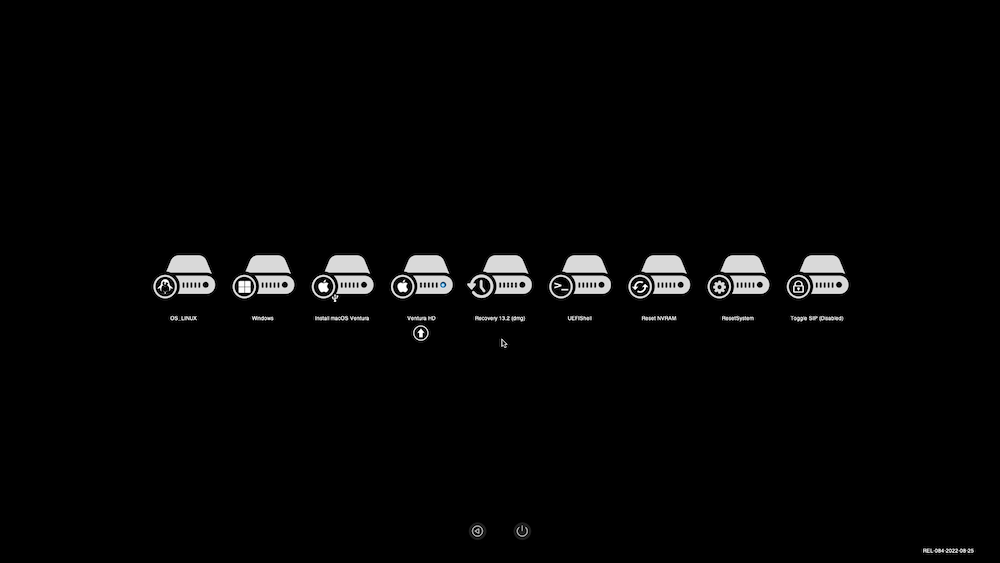 OS_LINUX
Windows
Install macOS Ventura
Ventura HD
Recovery 13.2 (dmg)
UEFIShell
Reset NVRAM
ResetSystem
Toggle SIP (Disabled)
REL-084-2022-08-25